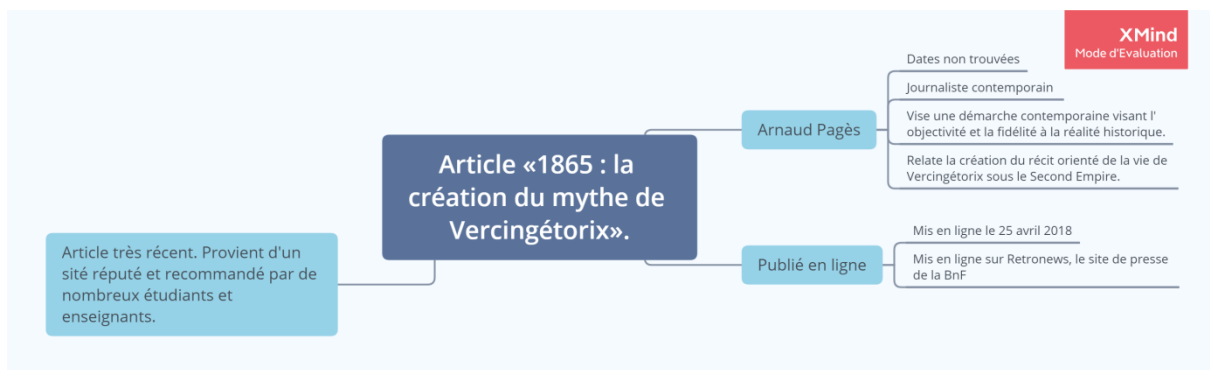 XMind
Mode d'Evaluation
Article «1865 : la
création du mythe de
Vercingétorix».
Arnaud Pagès
Dates non trouvées
Journaliste contemporain
Vise une démarche contemporaine visant l'
objectivité et la fidélité à la réalité historique.
Relate la création du récit orienté de la vie de
Vercingétorix sous le Second Empire.
Publié en ligne
Mis en ligne le 25 avril 2018
Mis en ligne sur Retronews, le site de presse
de la BnF
Article très récent. Provient d'un
sité réputé et recommandé par de
nombreux étudiants et
enseignants.